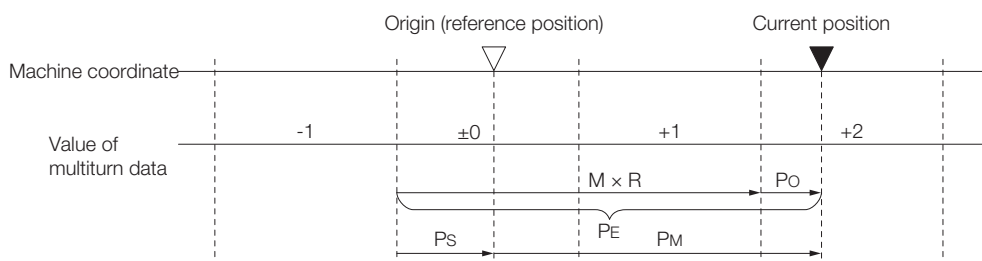 Origin (reference position) Current position
Machine coordinate
-1 ±0 +1 +2
Value of
multiturn data
M × R PO
PE
PS PM